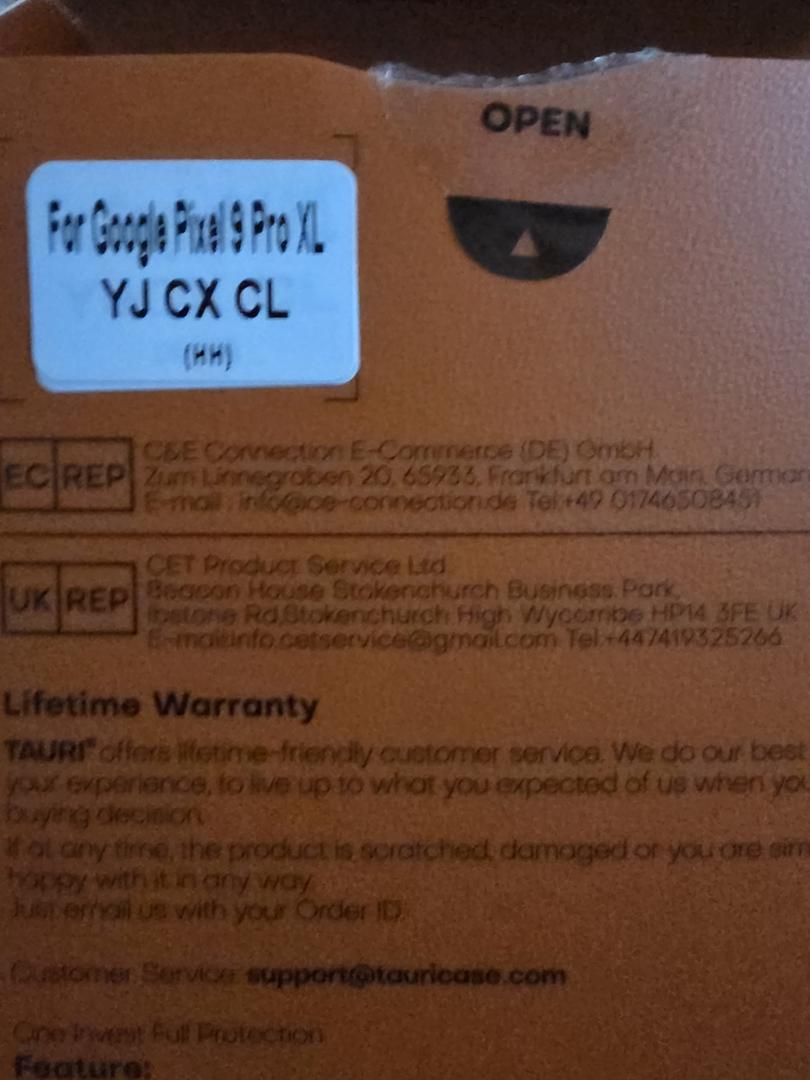 OPEN
For Google Pixel 9 Pro XL
YJ CX CL
(HH)
EC REP
C&E Connection E-Commerce (DE) GmbH.
Zum Linnegraben 20, 65933, Frankfurt am Main, German
E-mail : info@ce-connection.de Tel:+49 01746508451
UK REP
CET Product Service Ltd.
Beacon House Stokenchurch Business Park,
Ibstone Rd,Stokenchurch High Wycombe HP14 3FE UK
E-mail:info.cetservice@gmail.com Tel:+447419325266
Lifetime Warranty
TAURI® offers lifetime-friendly customer service. We do our best
your experience, to live up to what you expected of us when you
buying decision.
If at any time, the product is scratched, damaged or you are sim
happy with it in any way.
Just email us with your Order ID.
Customer Service: support@tauricase.com
One Invest Full Protection
Feature: